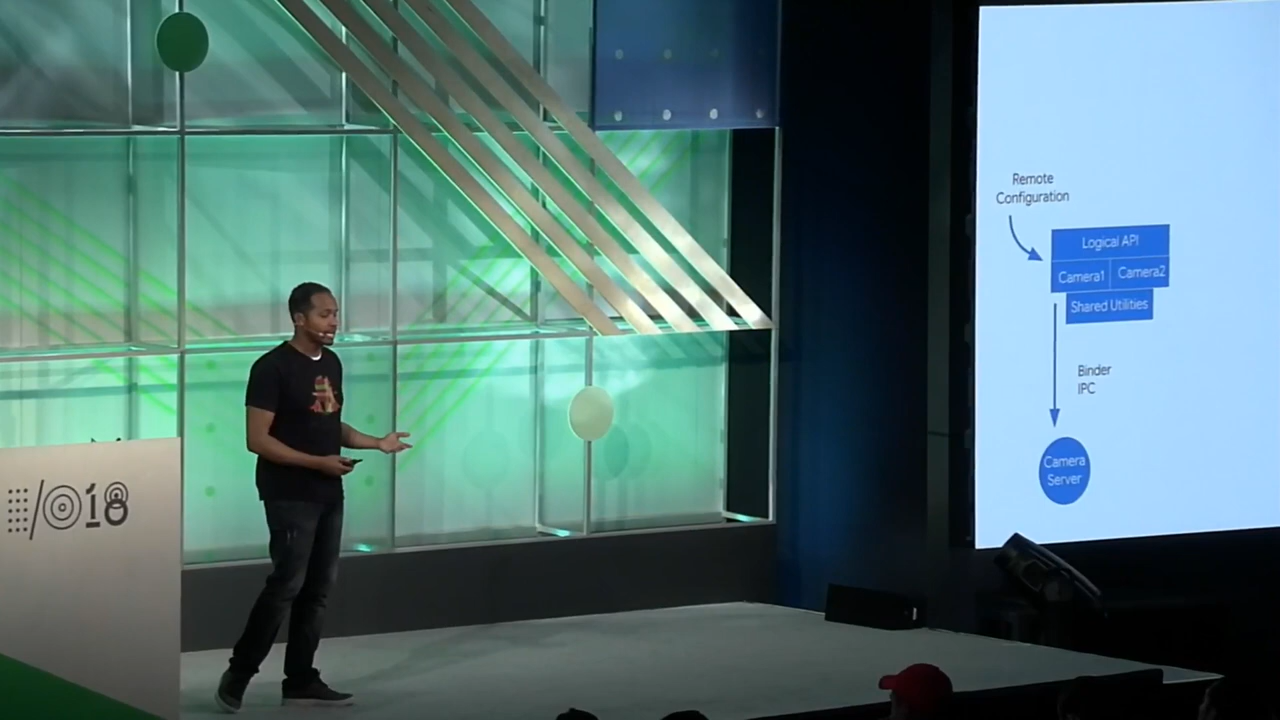 I/O18
Remote
Configuration
Logical API
Camera1
Camera2
Shared Utilities
Binder
IPC
Camera
Server